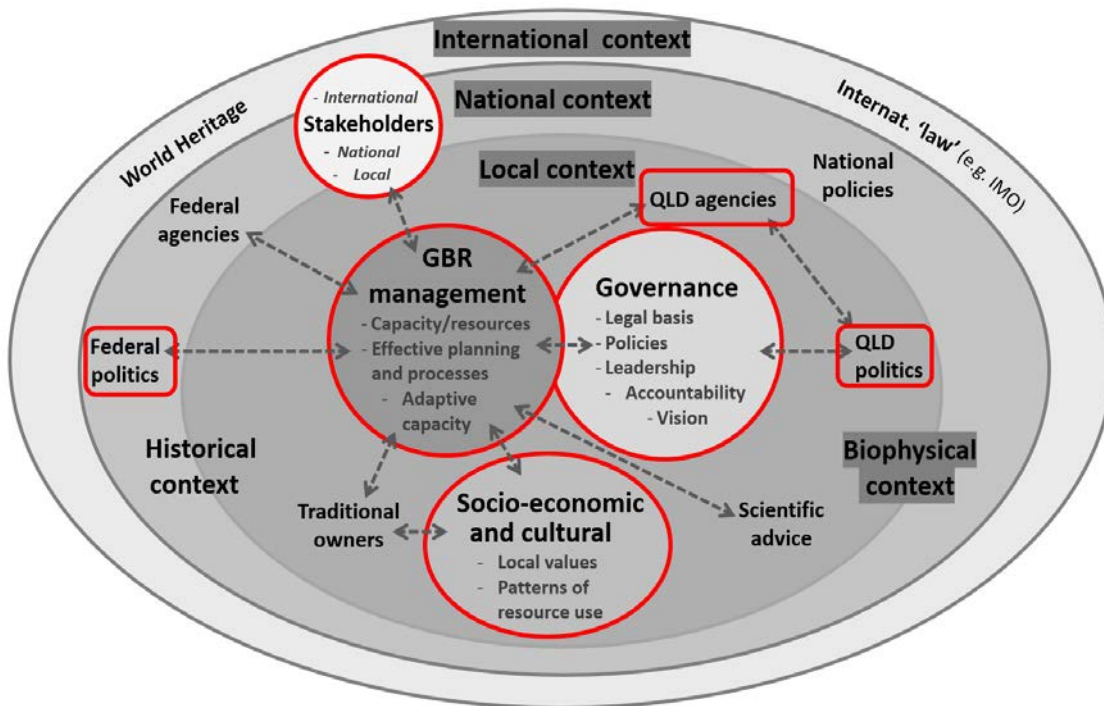 International context
World Heritage
Internat. 'law' (e.g. IMO)
National context
- International
Stakeholders
- National
- Local
Local context
National
policies
QLD agencies
Federal
agencies
GBR
management
- Capacity/resources
- Effective planning
and processes
- Adaptive
capacity
Governance
- Legal basis
- Policies
- Leadership
- Accountability
- Vision
Federal
politics
QLD
politics
Historical
context
Biophysical
context
Traditional
owners
Socio-economic
and cultural
- Local values
- Patterns of
resource use
Scientific
advice